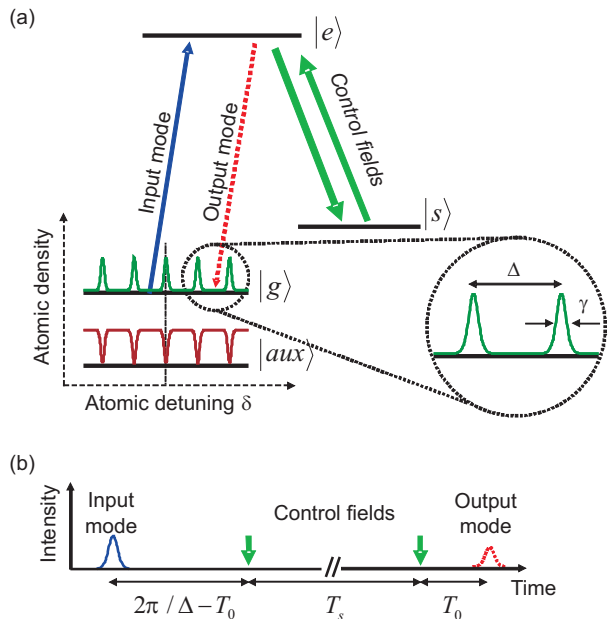 (a)
|e⟩
Input mode
Output mode
Control fields
|s⟩
Atomic density
|g⟩
|aux⟩
Δ
γ
Atomic detuning δ
(b)
Intensity
Input
mode
Control fields
Output
mode
Time
2π / Δ – T₀
Tₛ
T₀